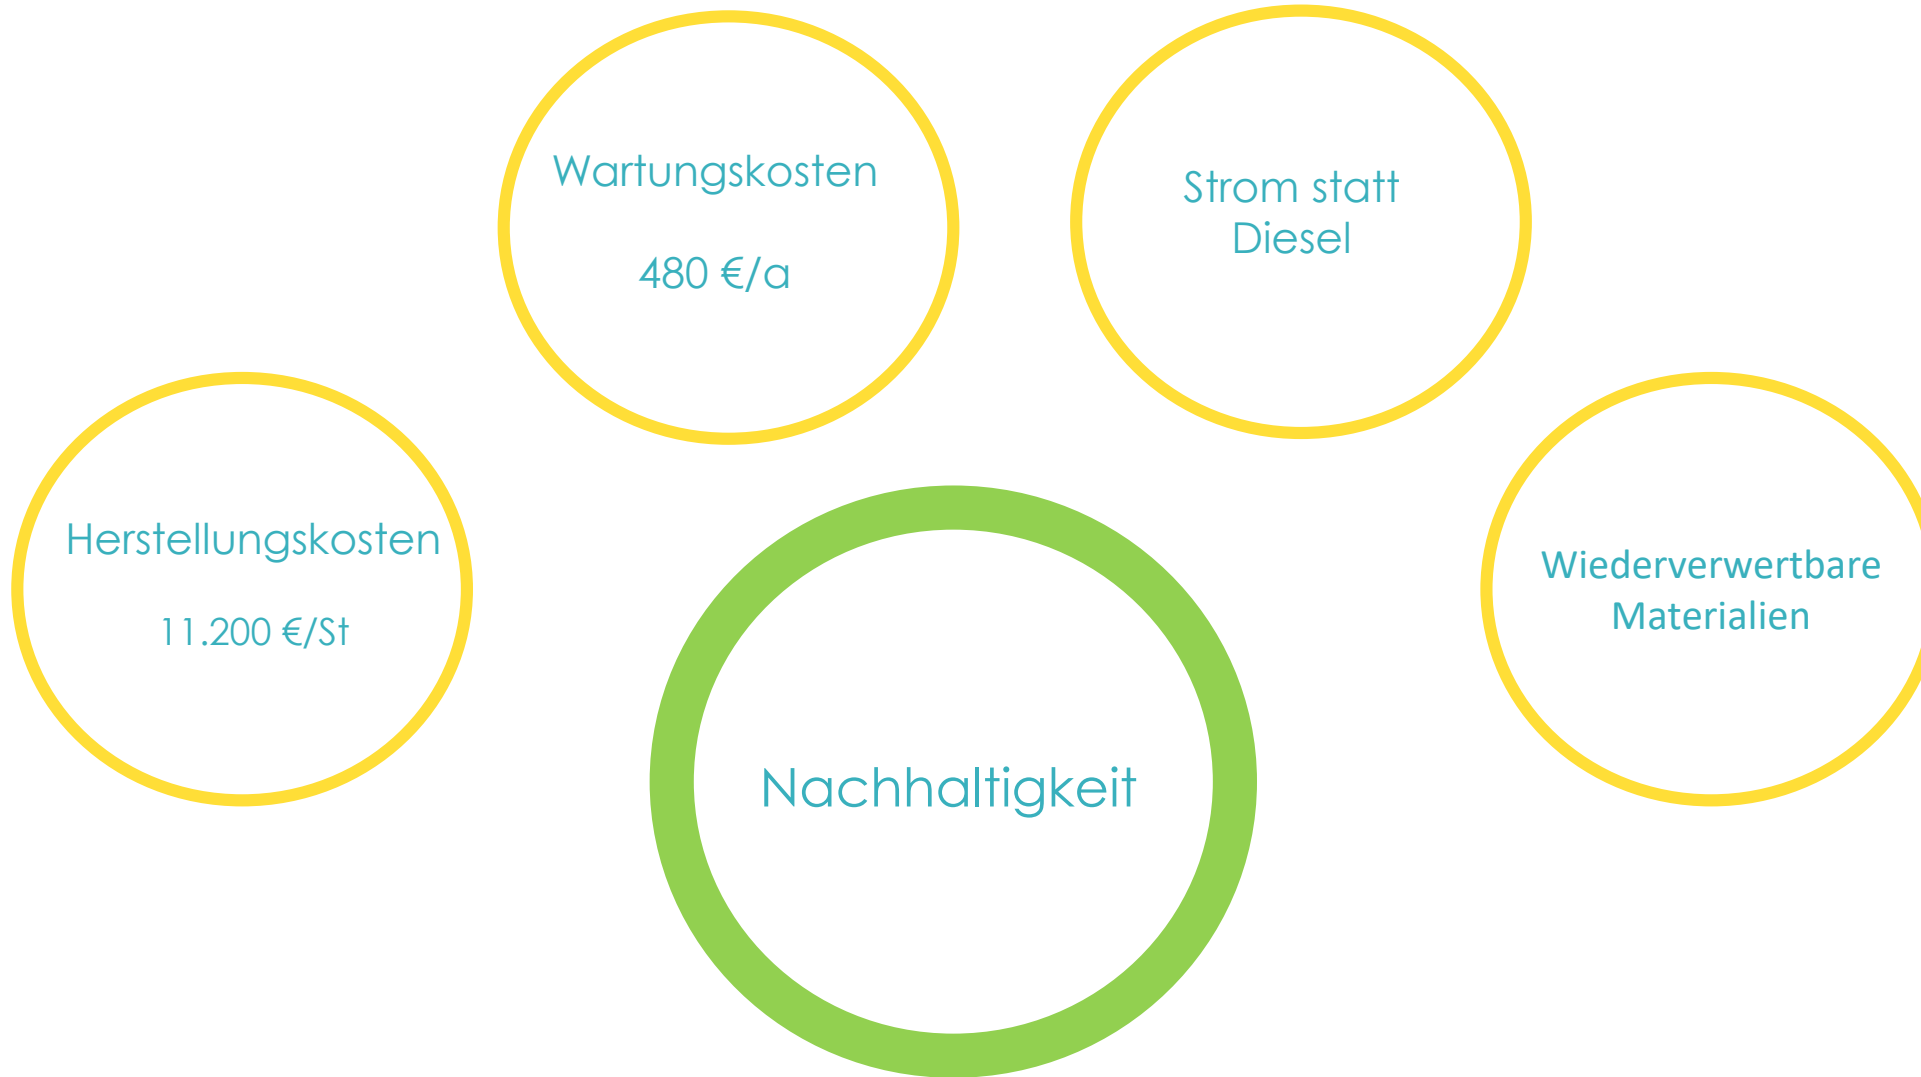 Wartungskosten
480 €/a
Strom statt
Diesel
Herstellungskosten
11.200 €/St
Wiederverwertbare
Materialien
Nachhaltigkeit